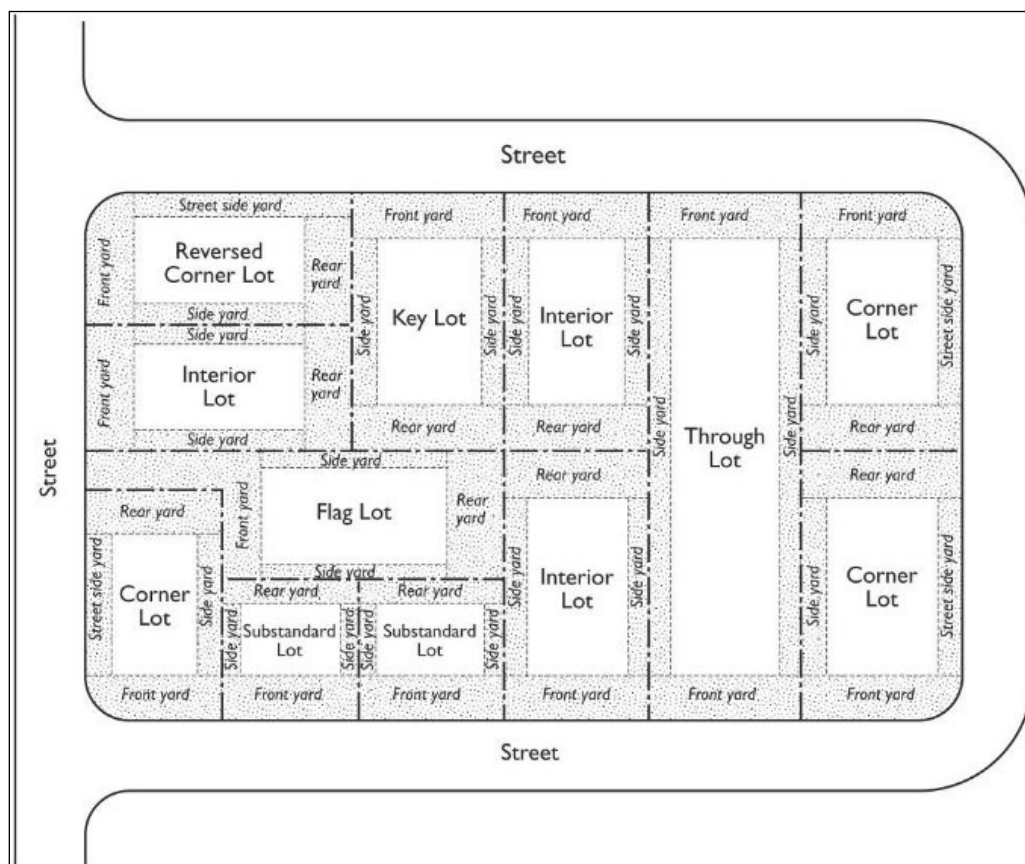 Street
Street side yard
Front yard
Reversed
Corner Lot
Rear
yard
Side yard
Front yard
Side yard
Key Lot
Side yard
Rear yard
Front yard
Side yard
Interior
Lot
Side yard
Rear yard
Front yard
Side yard
Through
Lot
Side yard
Front yard
Front yard
Side yard
Corner
Lot
Street side yard
Rear yard
Side yard
Front yard
Interior
Lot
Rear
yard
Side yard
Street
Side yard
Front yard
Flag Lot
Rear
yard
Side yard
Rear yard
Street side yard
Corner
Lot
Side yard
Front yard
Rear yard
Side yard
Substandard
Lot
Side yard
Front yard
Rear yard
Side yard
Substandard
Lot
Side yard
Front yard
Rear yard
Side yard
Interior
Lot
Side yard
Front yard
Rear yard
Side yard
Corner
Lot
Street side yard
Front yard
Street